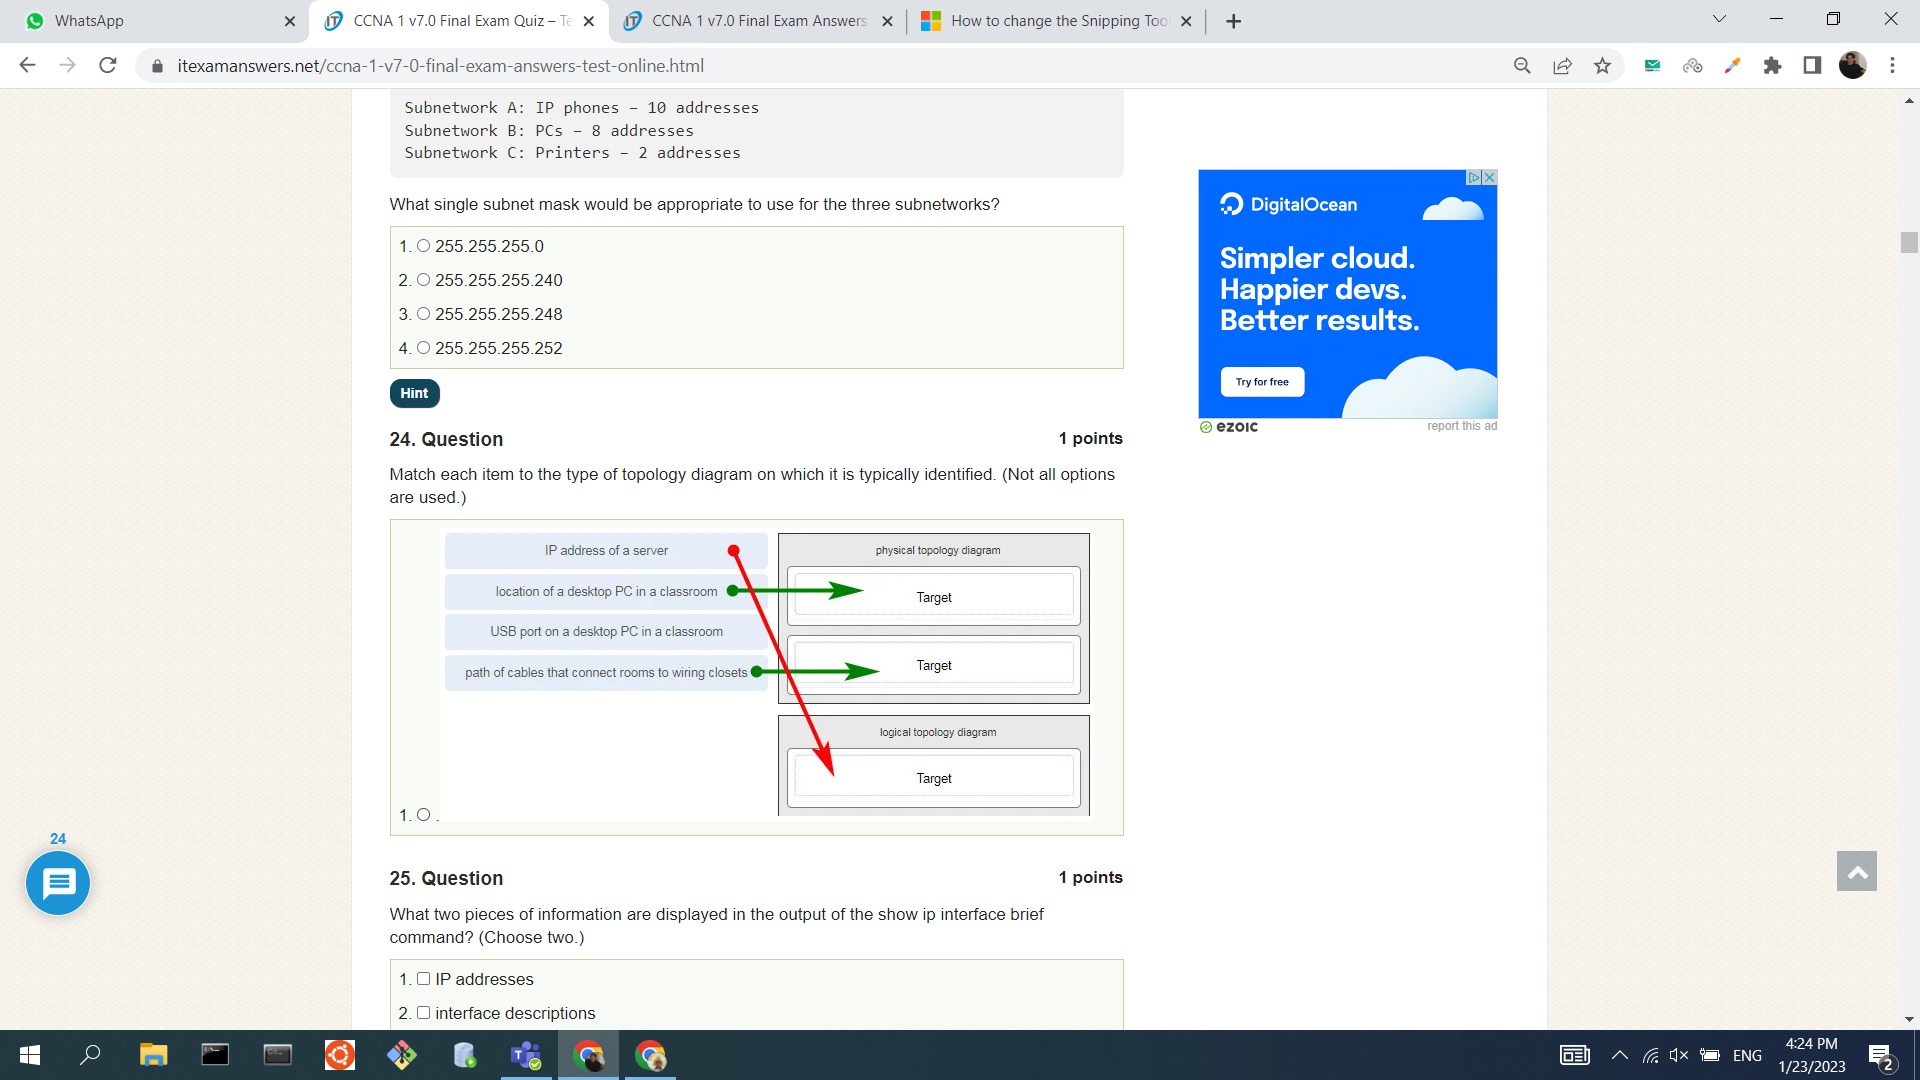 WhatsApp
CCNA 1 v7.0 Final Exam Quiz – Te
CCNA 1 v7.0 Final Exam Answers
How to change the Snipping Too
itexamanswers.net/ccna-1-v7-0-final-exam-answers-test-online.html
Subnetwork A: IP phones – 10 addresses
Subnetwork B: PCs – 8 addresses
Subnetwork C: Printers – 2 addresses
What single subnet mask would be appropriate to use for the three subnetworks?
1. 255.255.255.0
2. 255.255.255.240
3. 255.255.255.248
4. 255.255.255.252
Hint
DigitalOcean
Simpler cloud.
Happier devs.
Better results.
Try for free
ezoic
report this ad
24. Question
1 points
Match each item to the type of topology diagram on which it is typically identified. (Not all options
are used.)
IP address of a server
location of a desktop PC in a classroom
USB port on a desktop PC in a classroom
path of cables that connect rooms to wiring closets
physical topology diagram
Target
Target
logical topology diagram
Target
1. .
25. Question
1 points
What two pieces of information are displayed in the output of the show ip interface brief
command? (Choose two.)
1. IP addresses
2. interface descriptions
24
ENG
4:24 PM
1/23/2023
2